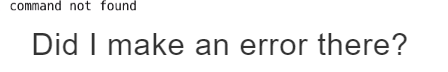 command not found
Did I make an error there?